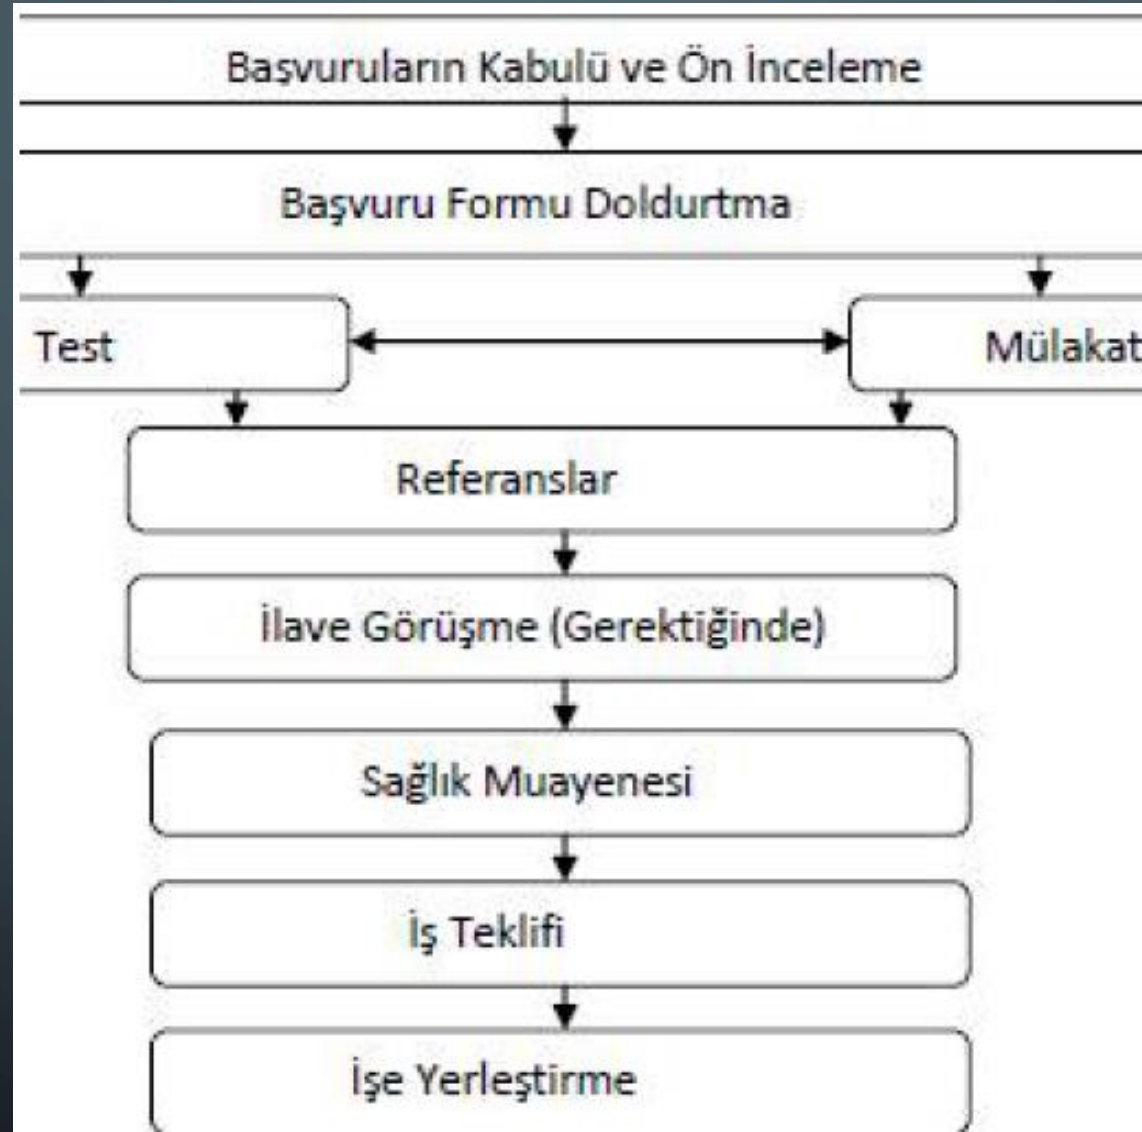 Başvuruların Kabulü ve Ön İnceleme
Başvuru Formu Doldurtma
Test
Mülakat
Referanslar
İlave Görüşme (Gerektiğinde)
Sağlık Muayenesi
İş Teklifi
İşe Yerleştirme